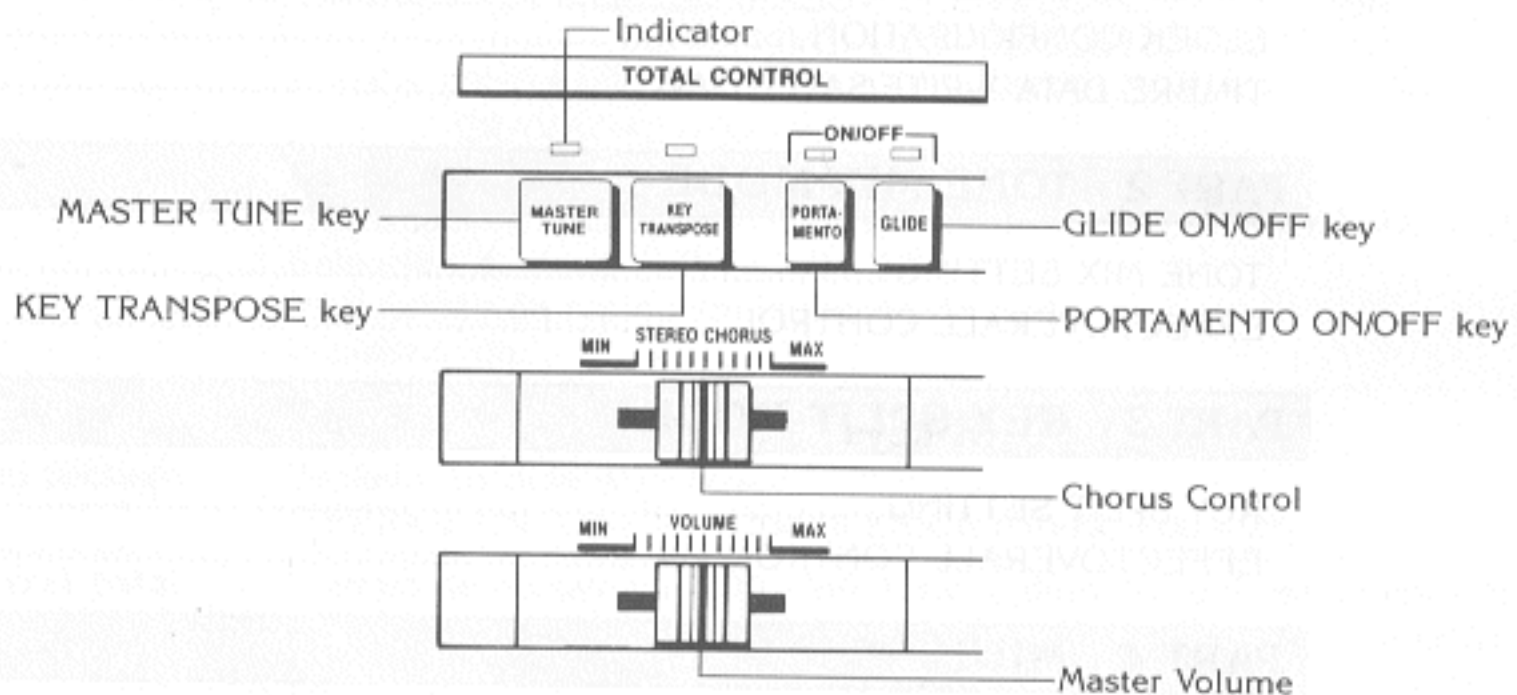 Indicator
TOTAL CONTROL
ON/OFF
MASTER TUNE key
MASTER
TUNE
KEY
TRANSPOSE
PORTA-
MENTO
GLIDE
GLIDE ON/OFF key
KEY TRANSPOSE key
PORTAMENTO ON/OFF key
MIN STEREO CHORUS MAX
Chorus Control
MIN VOLUME MAX
Master Volume